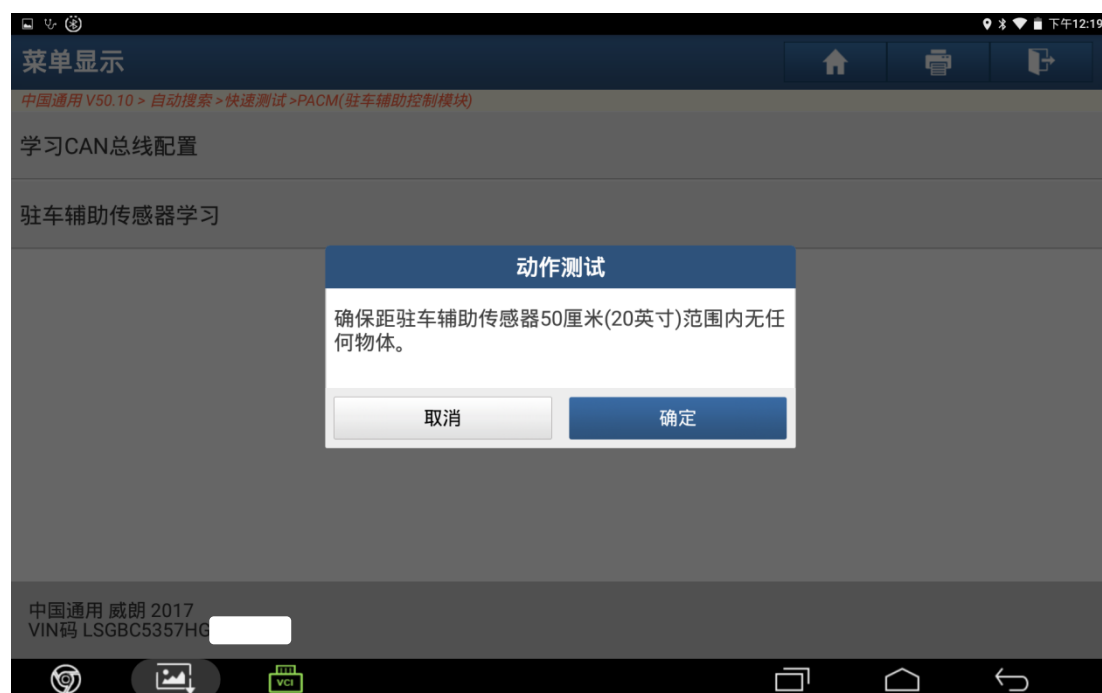 下午12:19
菜单显示
中国通用 V50.10 > 自动搜索 >快速测试 >PACM(驻车辅助控制模块)
学习CAN总线配置
驻车辅助传感器学习
动作测试
确保距驻车辅助传感器50厘米(20英寸)范围内无任
何物体。
取消
确定
中国通用 威朗 2017
VIN码 LSGBC5357HG
VCI